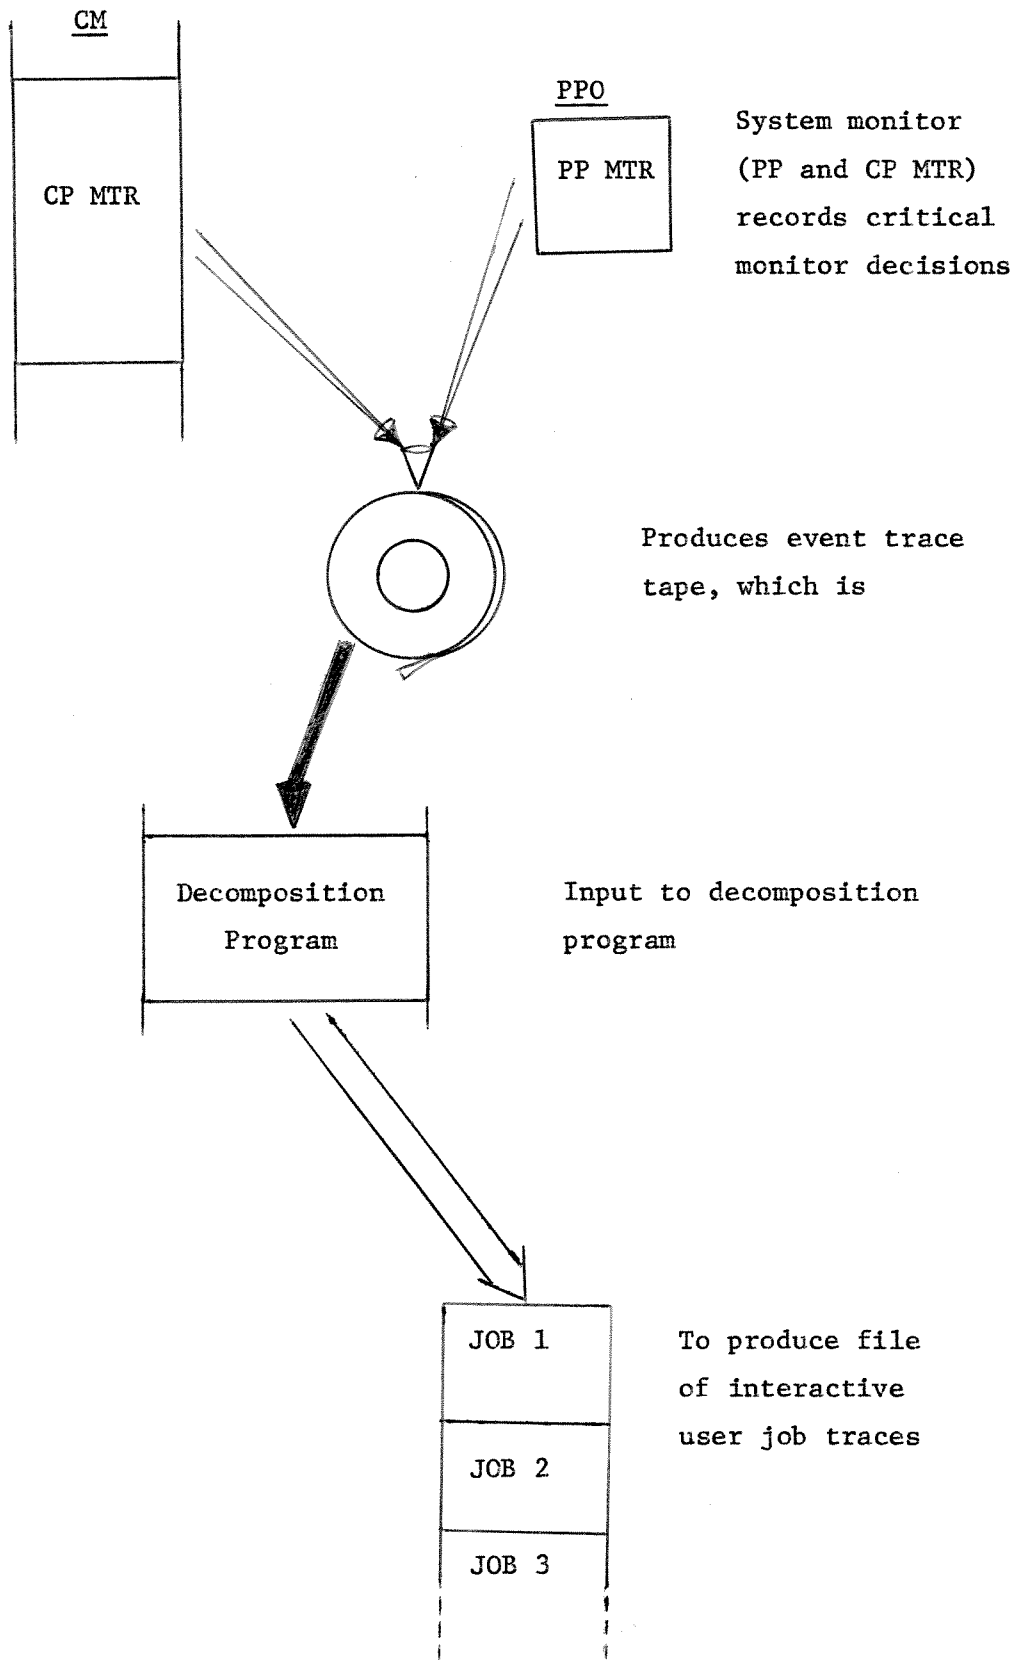 CM
CP MTR
PPO
PP MTR
System monitor
(PP and CP MTR)
records critical
monitor decisions
Produces event trace
tape, which is
Decomposition
Program
Input to decomposition
program
JOB 1
JOB 2
JOB 3
To produce file
of interactive
user job traces